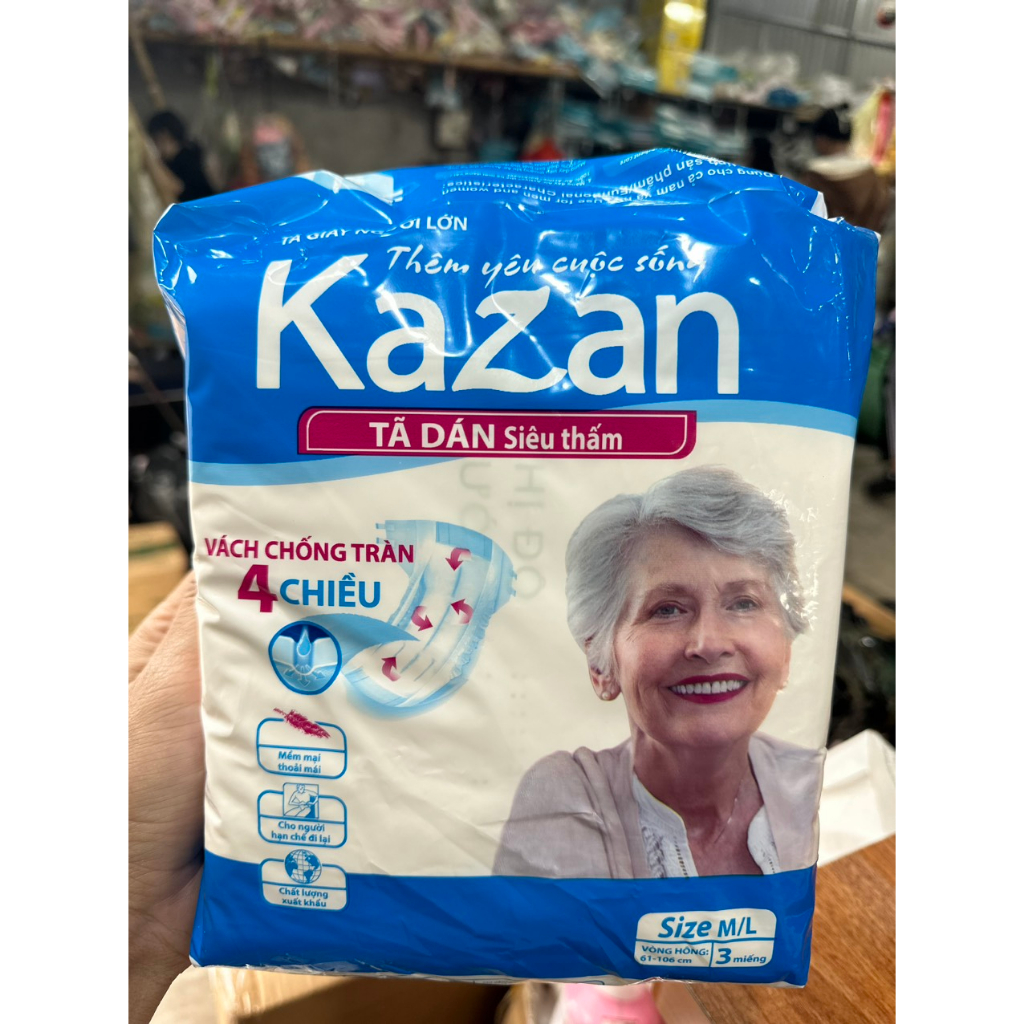 TÃ GIẤY NGƯỜI LỚN
Thêm yêu cuộc sống
Kazan
TÃ DÁN Siêu thấm
VÁCH CHỐNG TRÀN
4 CHIỀU
Mềm mại
thoải mái
Cho người
hạn chế đi lại
Chất lượng
xuất khẩu
Size M/L
VÒNG HÔNG:
61-106 cm
3 miếng